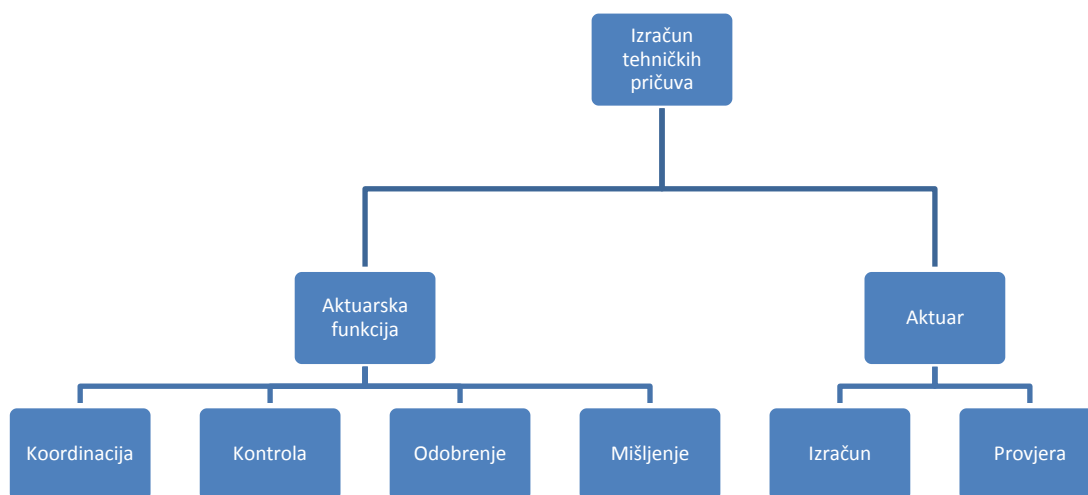 Izračun
tehničkih
pričuva
Aktuarska
funkcija
Aktuar
Koordinacija
Kontrola
Odobrenje
Mišljenje
Izračun
Provjera